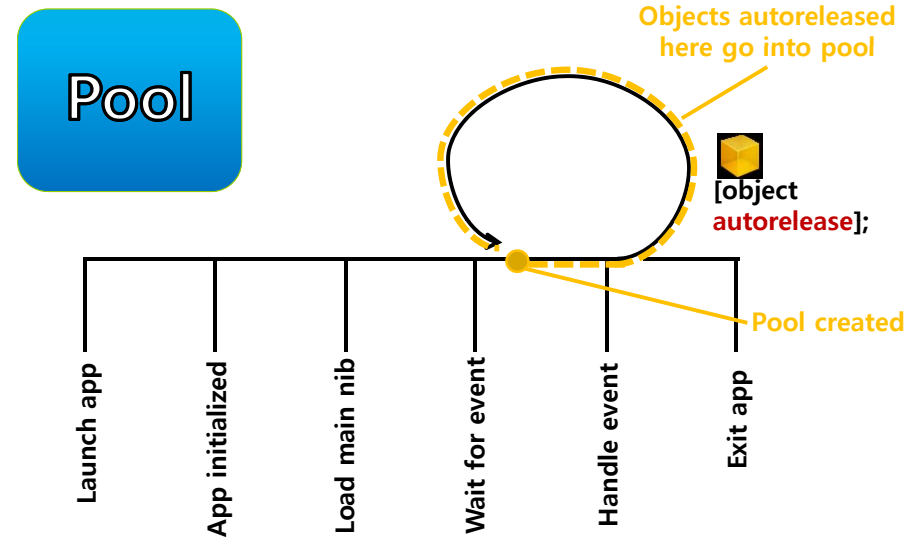 Pool
Objects autoreleased
here go into pool
[object
autorelease];
Pool created
Launch app
App initialized
Load main nib
Wait for event
Handle event
Exit app